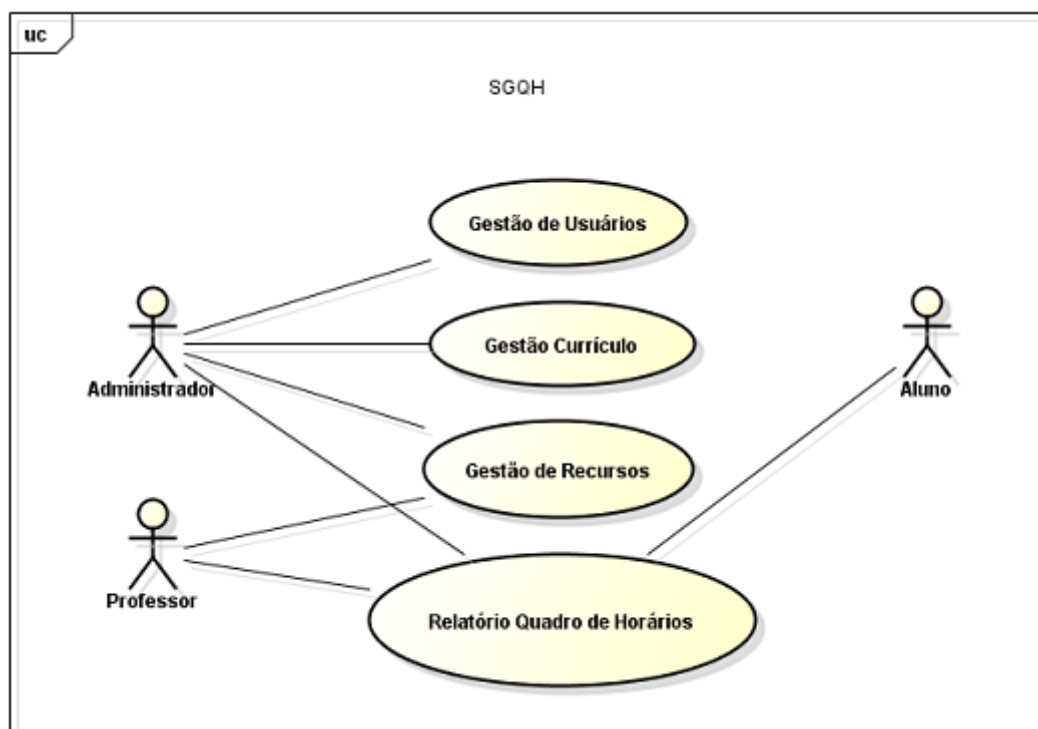 uc
SGQH
Gestão de Usuários
Gestão Currículo
Administrador
Aluno
Gestão de Recursos
Professor
Relatório Quadro de Horários